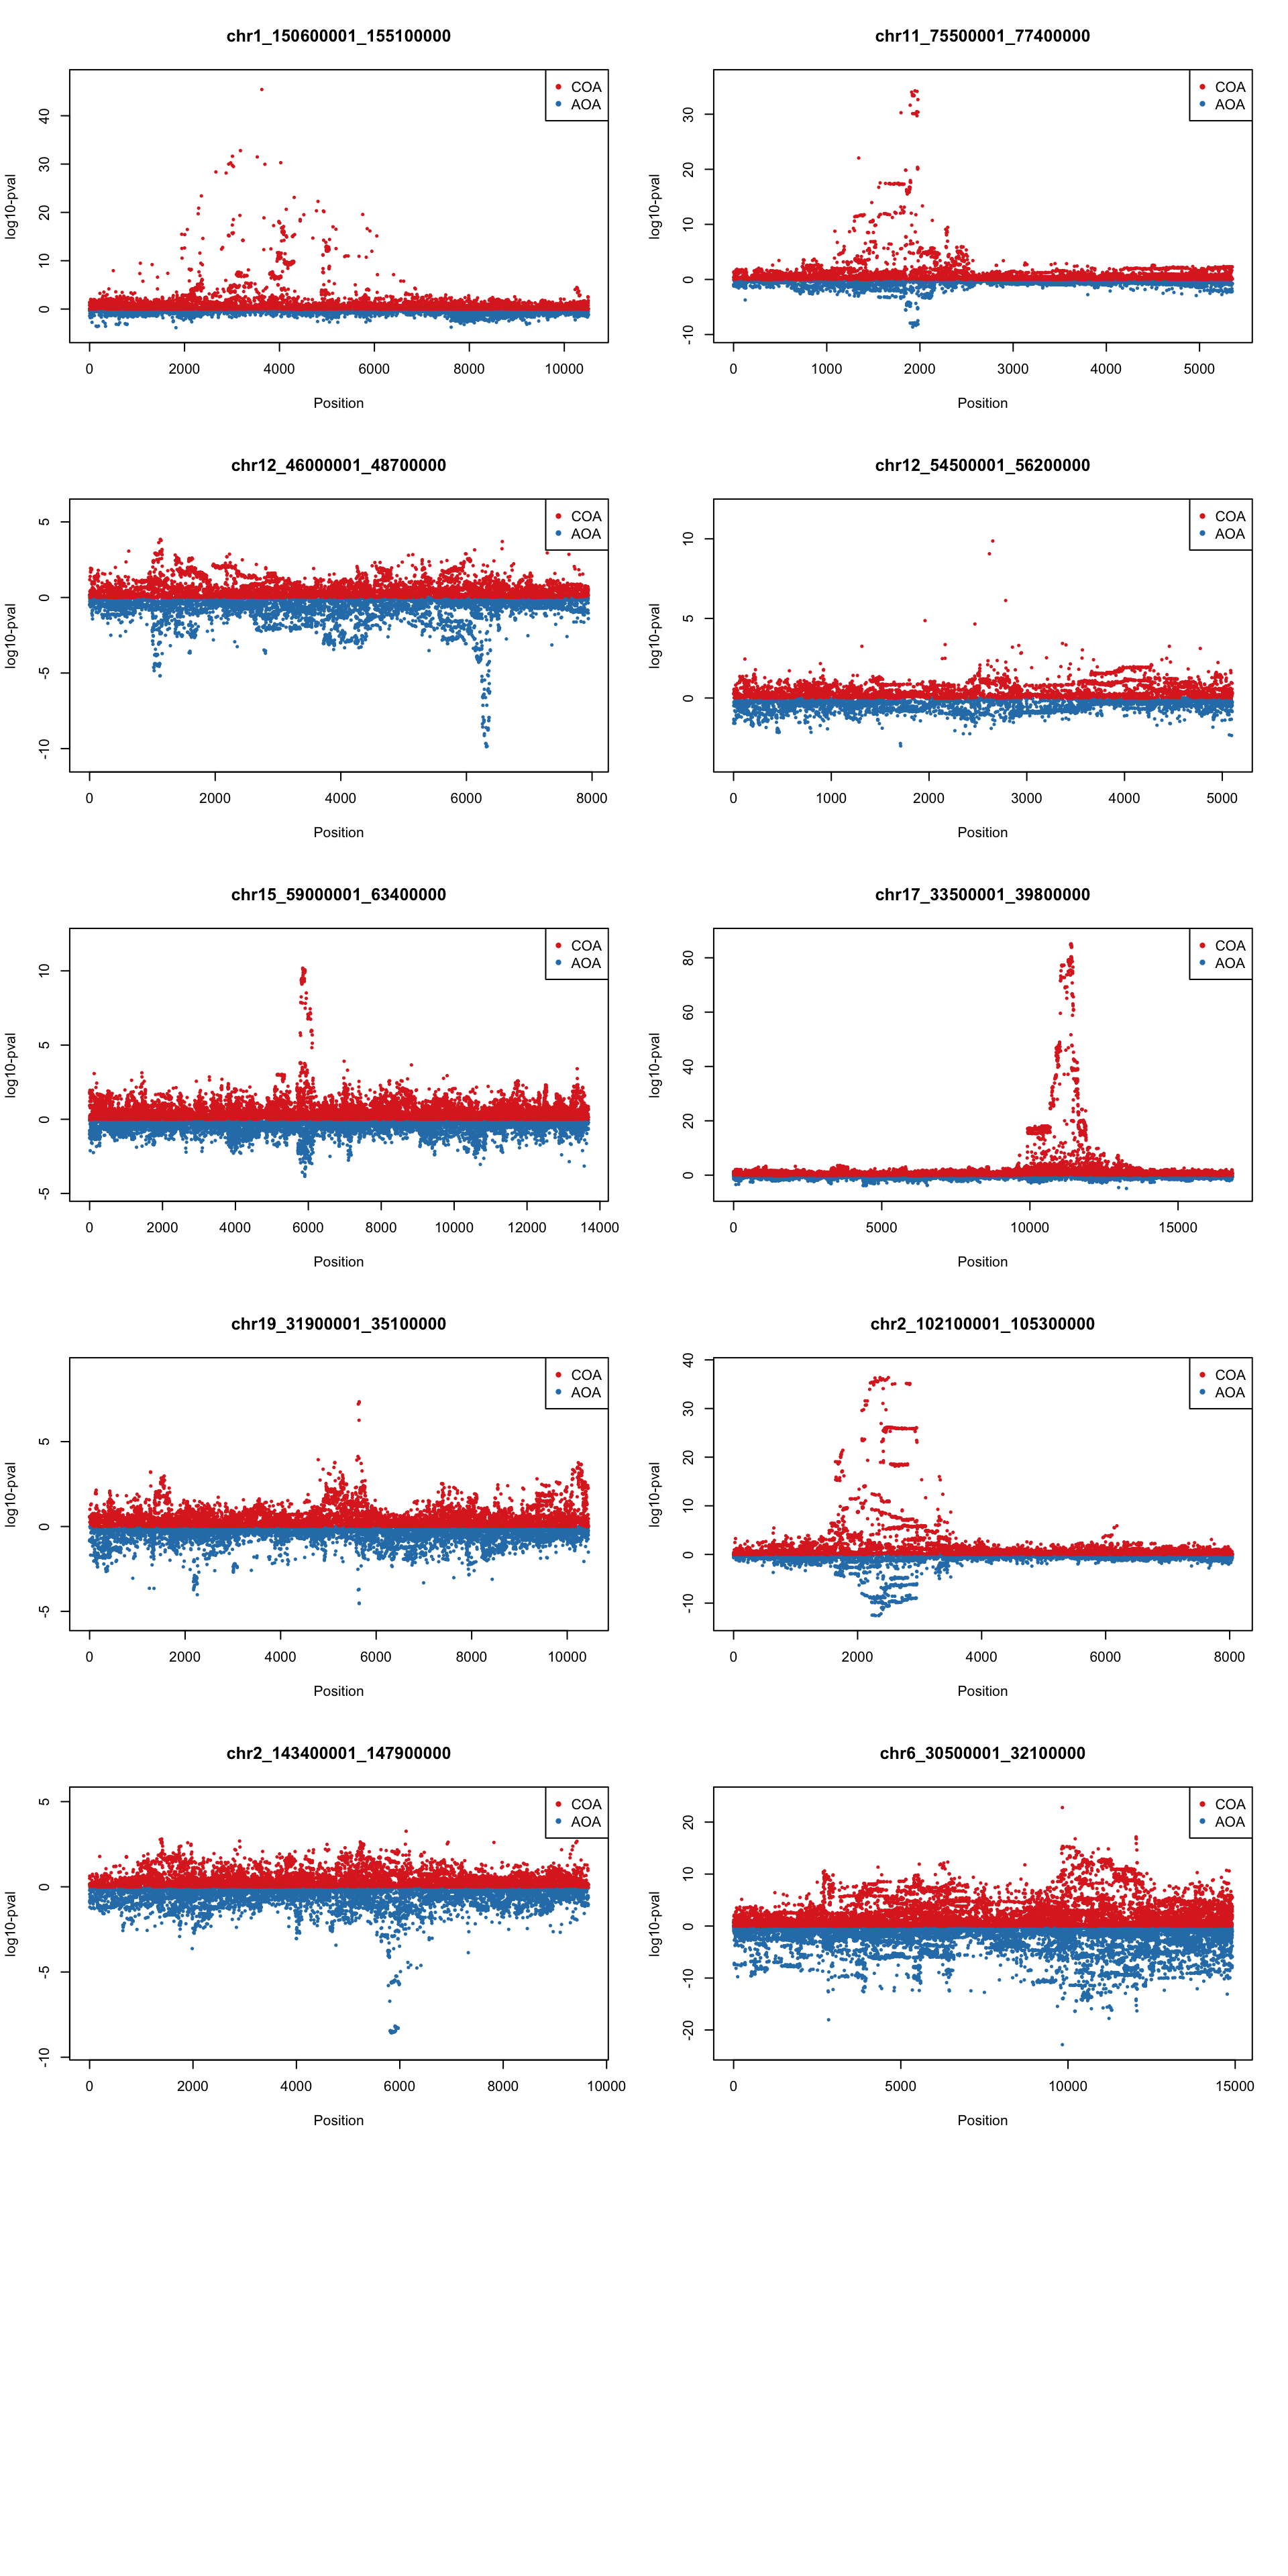 chr1_150600001_155100000
COA
AOA
log10-pval
0 10 20 30 40
0 2000 4000 6000 8000 10000
Position
chr11_75500001_77400000
COA
AOA
log10-pval
-10 0 10 20 30
0 1000 2000 3000 4000 5000
Position
chr12_46000001_48700000
COA
AOA
log10-pval
-10 -5 0 5
0 2000 4000 6000 8000
Position
chr12_54500001_56200000
COA
AOA
log10-pval
0 5 10
0 1000 2000 3000 4000 5000
Position
chr15_59000001_63400000
COA
AOA
log10-pval
-5 0 5 10
0 2000 4000 6000 8000 10000 12000 14000
Position
chr17_33500001_39800000
COA
AOA
log10-pval
0 20 40 60 80
0 5000 10000 15000
Position
chr19_31900001_35100000
COA
AOA
log10-pval
-5 0 5
0 2000 4000 6000 8000 10000
Position
chr2_102100001_105300000
COA
AOA
log10-pval
-10 0 10 20 30 40
0 2000 4000 6000 8000
Position
chr2_143400001_147900000
COA
AOA
log10-pval
-10 -5 0 5
0 2000 4000 6000 8000 10000
Position
chr6_30500001_32100000
COA
AOA
log10-pval
-20 -10 0 10 20
0 5000 10000 15000
Position